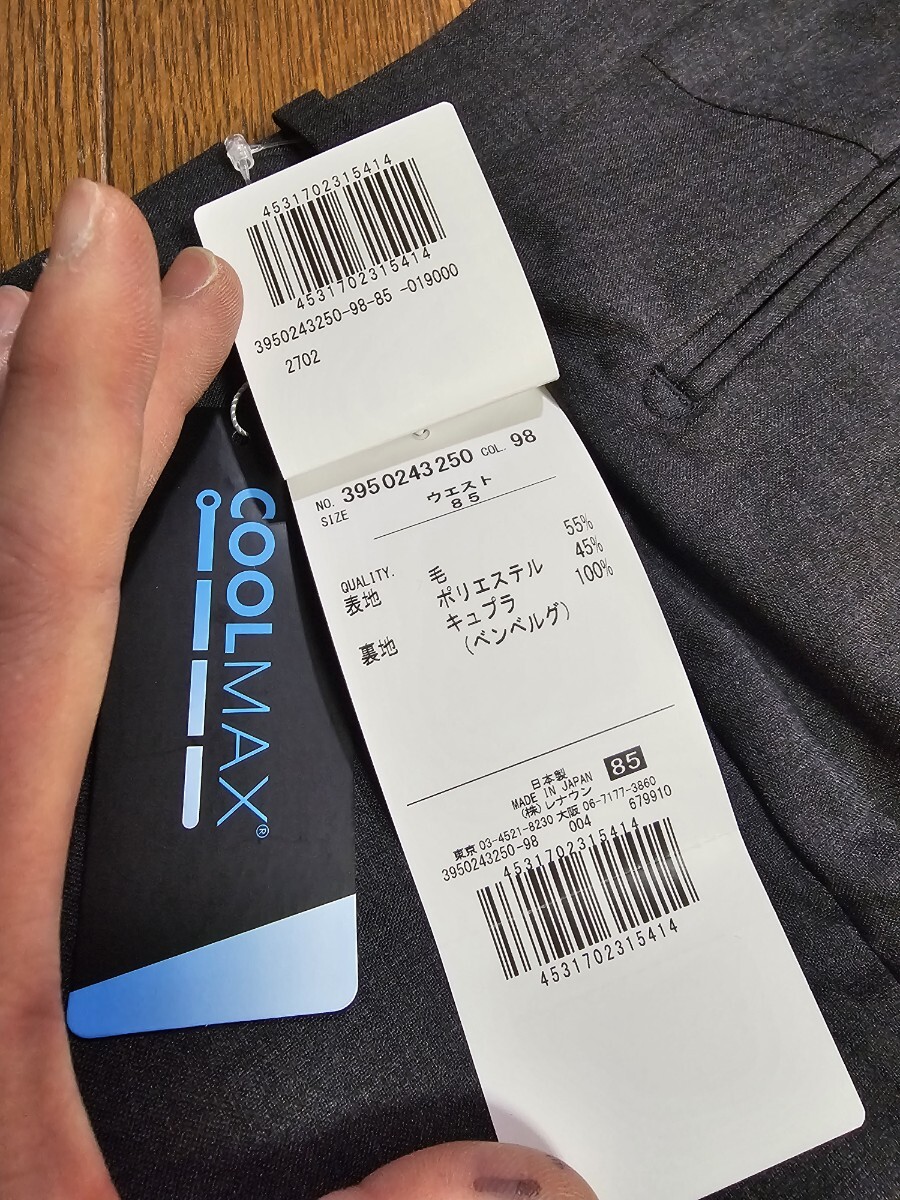 4531702315414
4531702315414
3950243250-98-85 -019000
2702
NO. 3950243250 COL. 98
SIZE ウエスト
85
QUALITY.
表地 毛 55%
ポリエステル 45%
裏地 キュプラ 100%
(ベンベルグ)
日本製 85
MADE IN JAPAN
(株)レナウン
東京 03-4521-8230 大阪 06-7177-3860
3950243250-98 004 679910
4531702315414
4531702315414
COOLMAX®